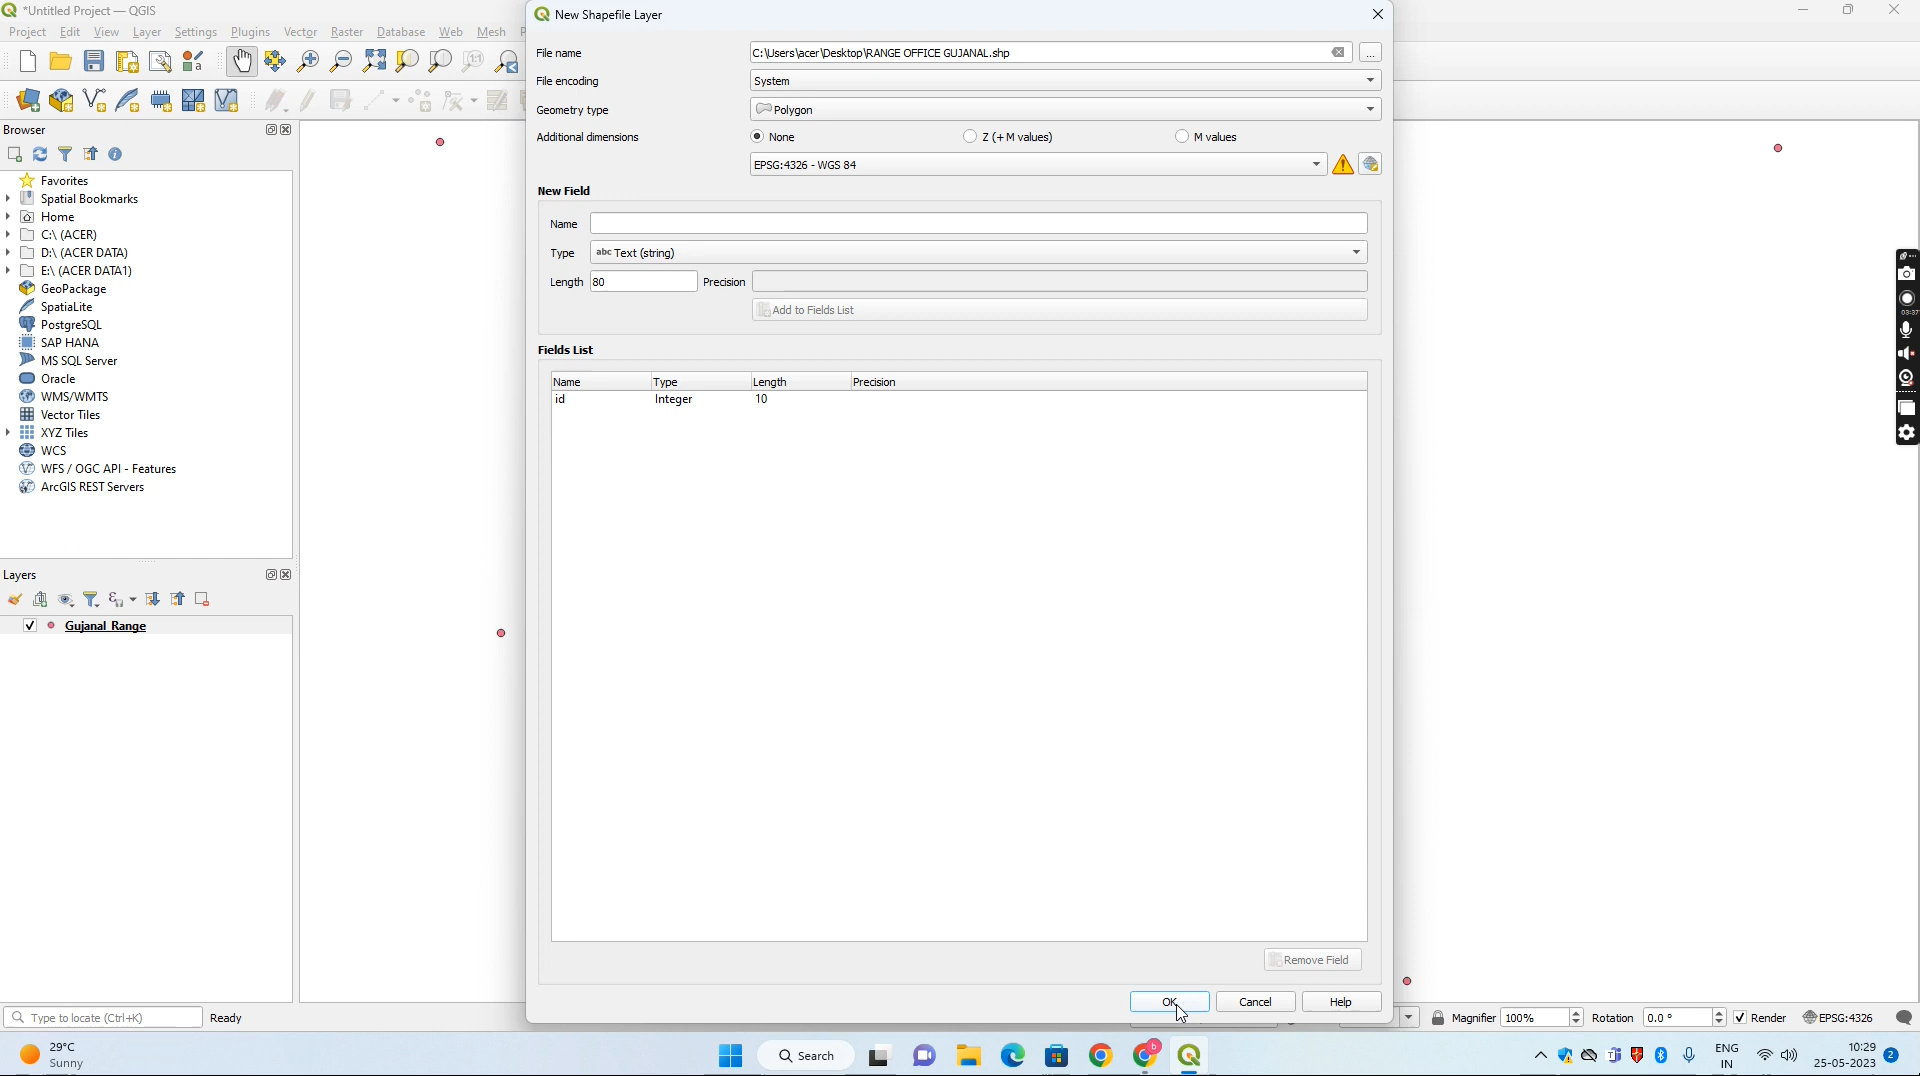 *Untitled Project — QGIS
Project Edit View Layer Settings Plugins Vector Raster Database Web Mesh
Browser
Favorites
Spatial Bookmarks
Home
C:\ (ACER)
D:\ (ACER DATA)
E:\ (ACER DATA1)
GeoPackage
SpatiaLite
PostgreSQL
SAP HANA
MS SQL Server
Oracle
WMS/WMTS
Vector Tiles
XYZ Tiles
WCS
WFS / OGC API - Features
ArcGIS REST Servers
Layers
Gujanal Range
New Shapefile Layer
File name C:\Users\acer\Desktop\RANGE OFFICE GUJANAL.shp ...
File encoding System
Geometry type Polygon
Additional dimensions None Z (+ M values) M values
EPSG:4326 - WGS 84
New Field
Name
Type abc Text (string)
Length 80 Precision
Add to Fields List
Fields List
Name Type Length Precision
id Integer 10
Remove Field
OK Cancel Help
03:37
Type to locate (Ctrl+K) Ready
Magnifier 100% Rotation 0.0 ° Render EPSG:4326
29°C
Sunny
Search
ENG
IN
10:29
25-05-2023
2